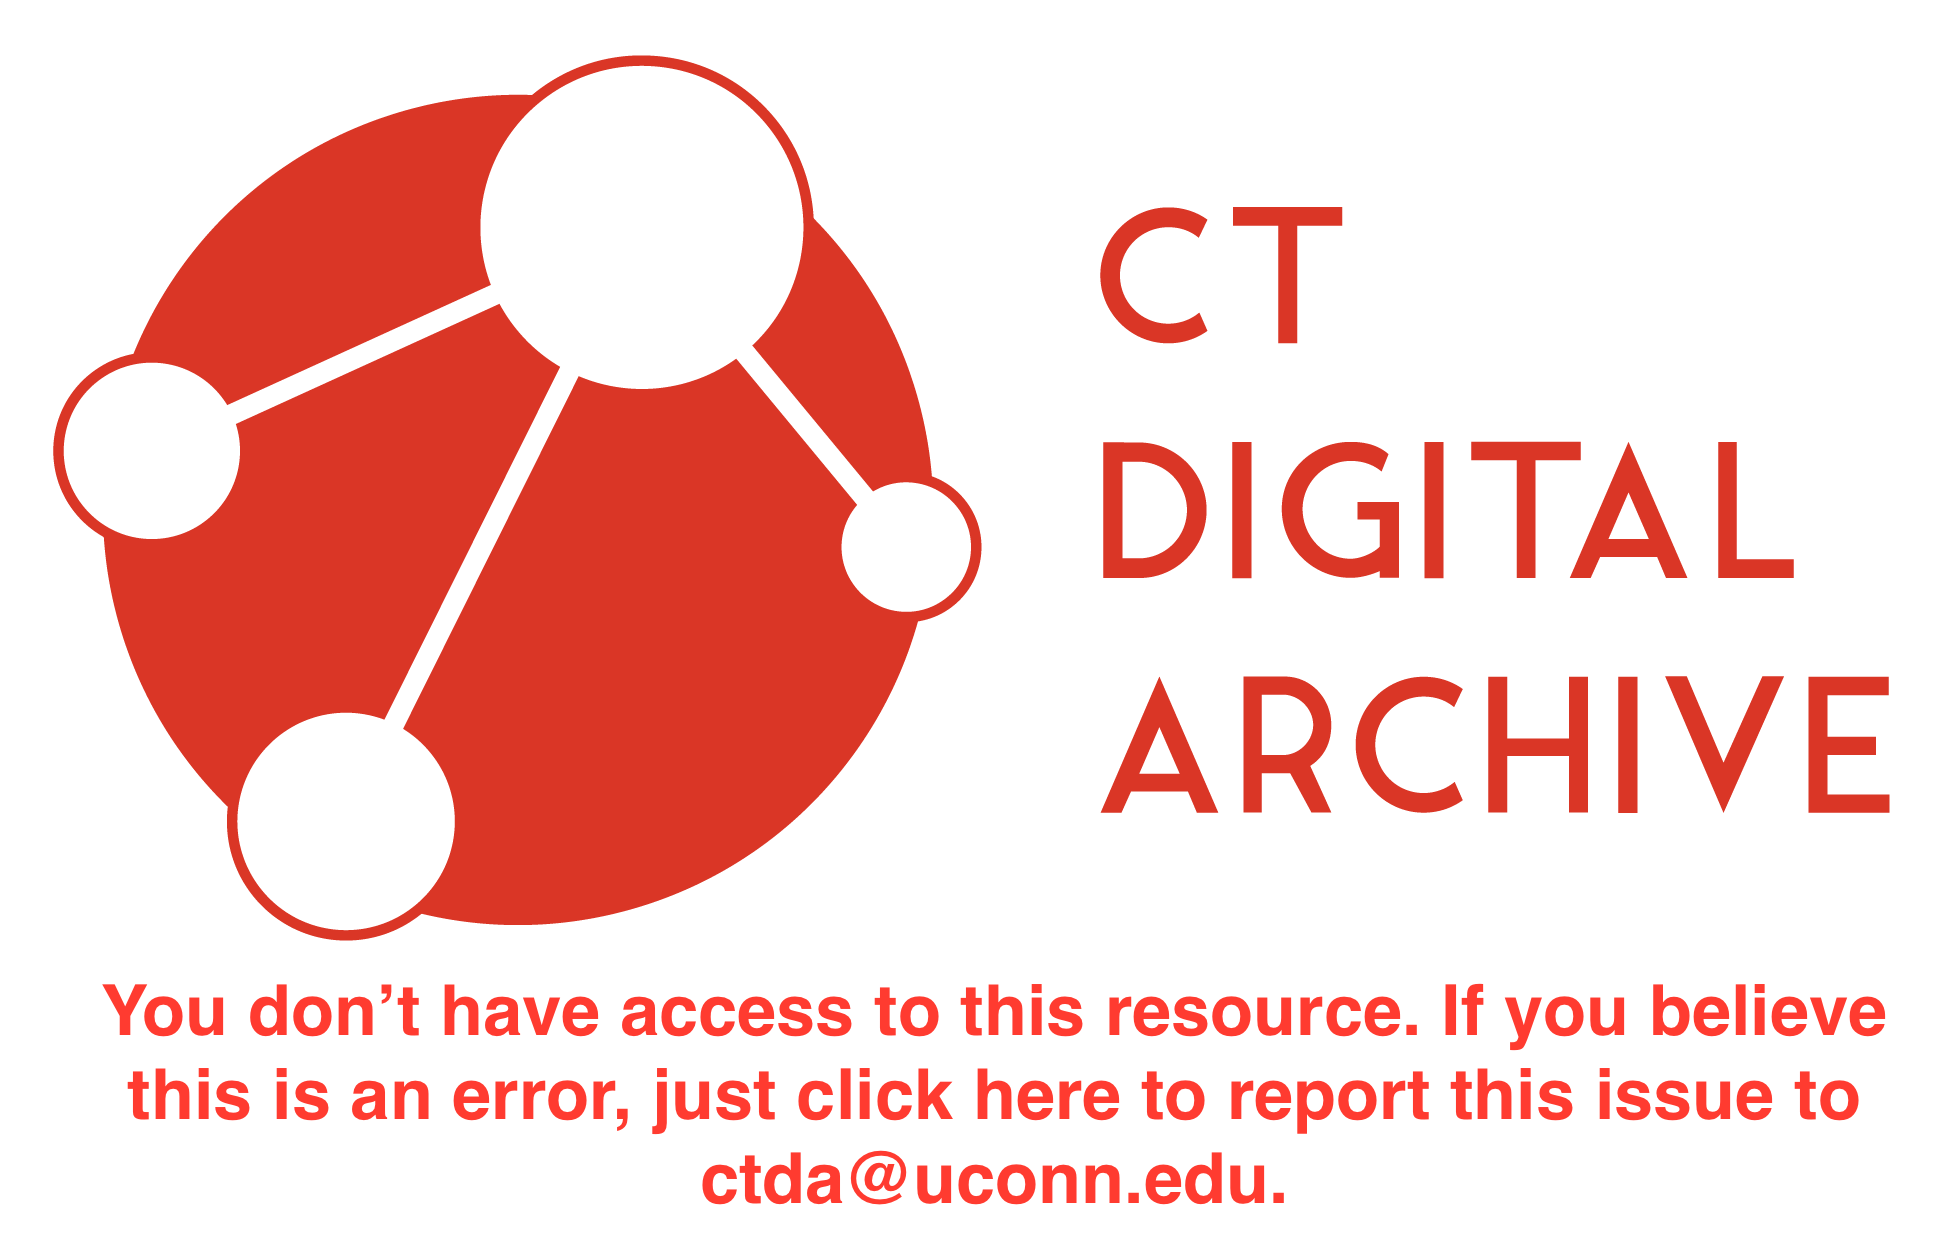 CT
DIGITAL
ARCHIVE
You don’t have access to this resource. If you believe
this is an error, just click here to report this issue to
ctda@uconn.edu.